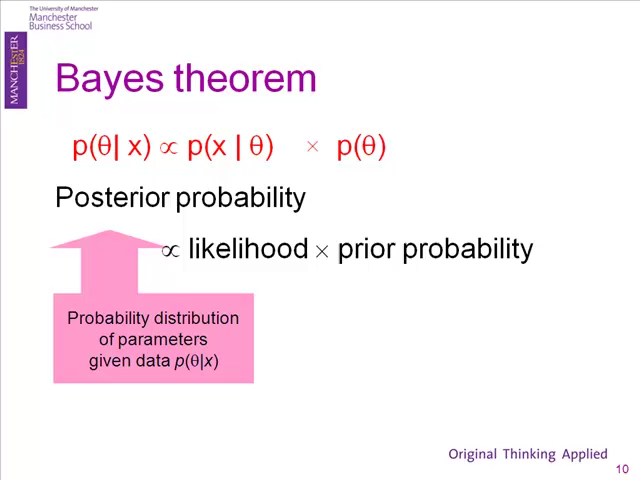 The University of Manchester
Manchester
Business School
MANCHESTER
1824
Bayes theorem
p(θ| x) ∝ p(x | θ) × p(θ)
Posterior probability
∝ likelihood × prior probability
Probability distribution
of parameters
given data p(θ|x)
Original Thinking Applied
10